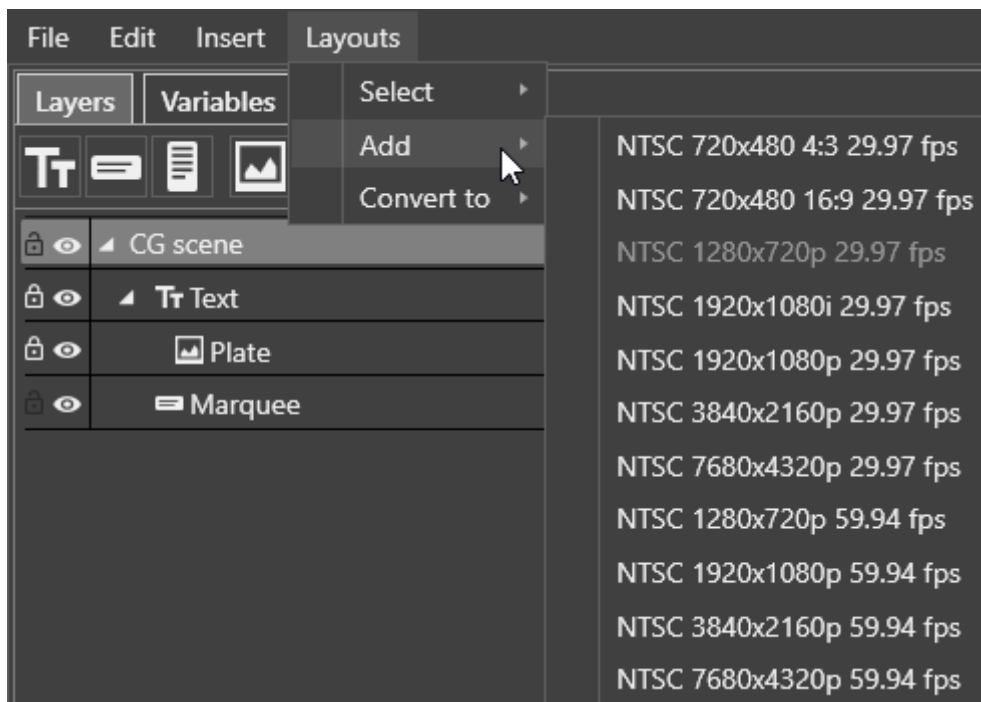 File Edit Insert Layouts
Layers Variables
Select
Add
Convert to
CG scene
Text
Plate
Marquee
NTSC 720x480 4:3 29.97 fps
NTSC 720x480 16:9 29.97 fps
NTSC 1280x720p 29.97 fps
NTSC 1920x1080i 29.97 fps
NTSC 1920x1080p 29.97 fps
NTSC 3840x2160p 29.97 fps
NTSC 7680x4320p 29.97 fps
NTSC 1280x720p 59.94 fps
NTSC 1920x1080p 59.94 fps
NTSC 3840x2160p 59.94 fps
NTSC 7680x4320p 59.94 fps